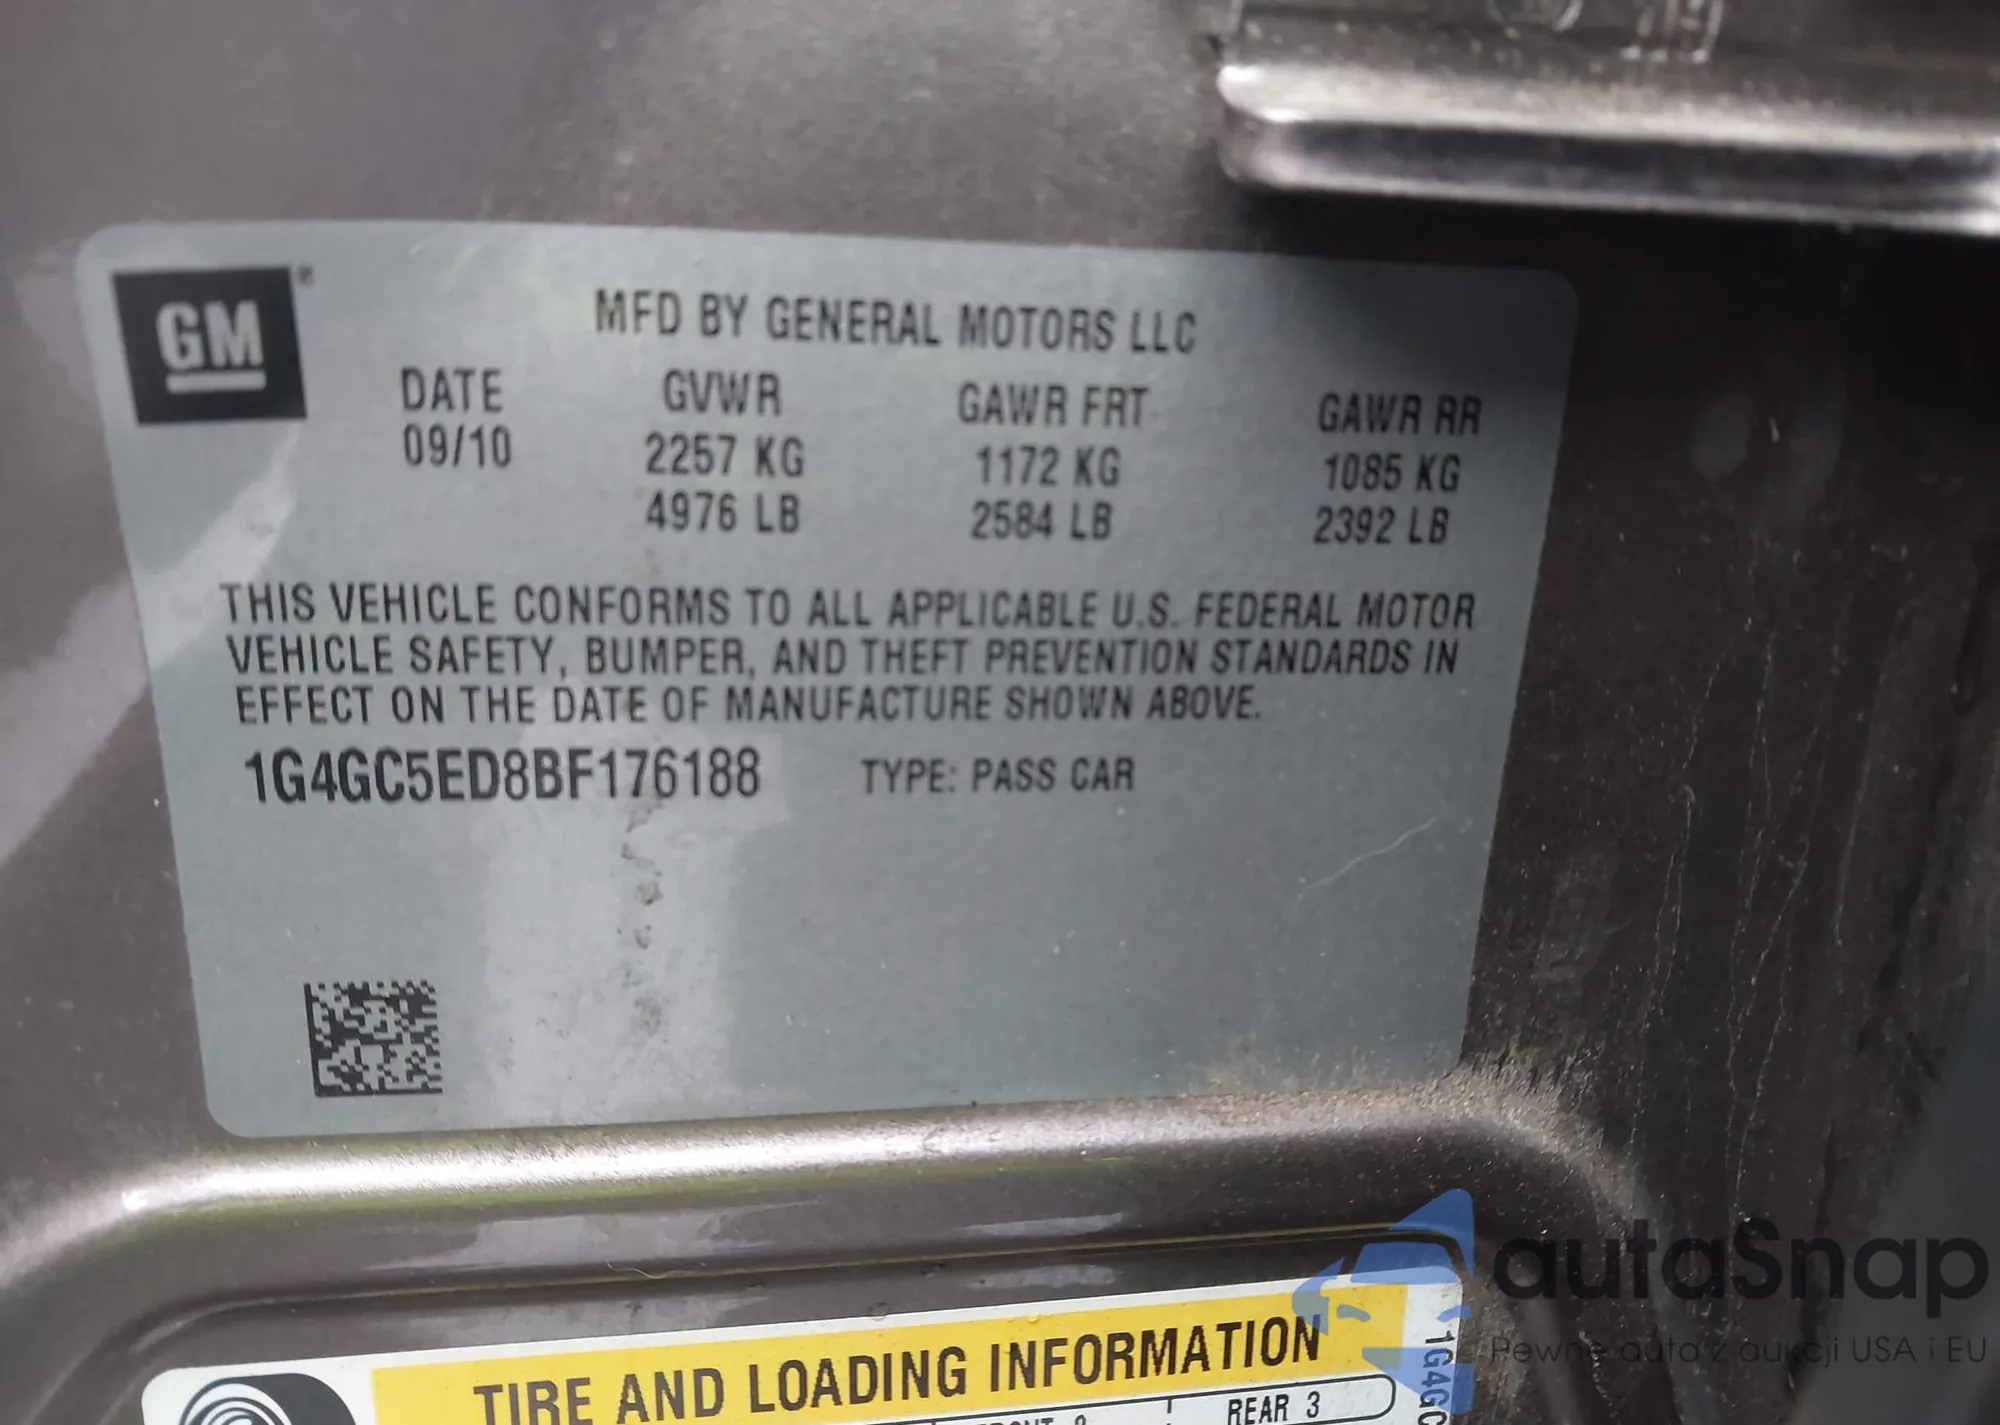 GM
MFD BY GENERAL MOTORS LLC
DATE GVWR GAWR FRT GAWR RR
09/10 2257 KG 1172 KG 1085 KG
4976 LB 2584 LB 2392 LB
THIS VEHICLE CONFORMS TO ALL APPLICABLE U.S. FEDERAL MOTOR
VEHICLE SAFETY, BUMPER, AND THEFT PREVENTION STANDARDS IN
EFFECT ON THE DATE OF MANUFACTURE SHOWN ABOVE.
1G4GC5ED8BF176188 TYPE: PASS CAR
autaSnap
Pewne auta z aukcji USA i EU
TIRE AND LOADING INFORMATION
REAR 3
1G4GC